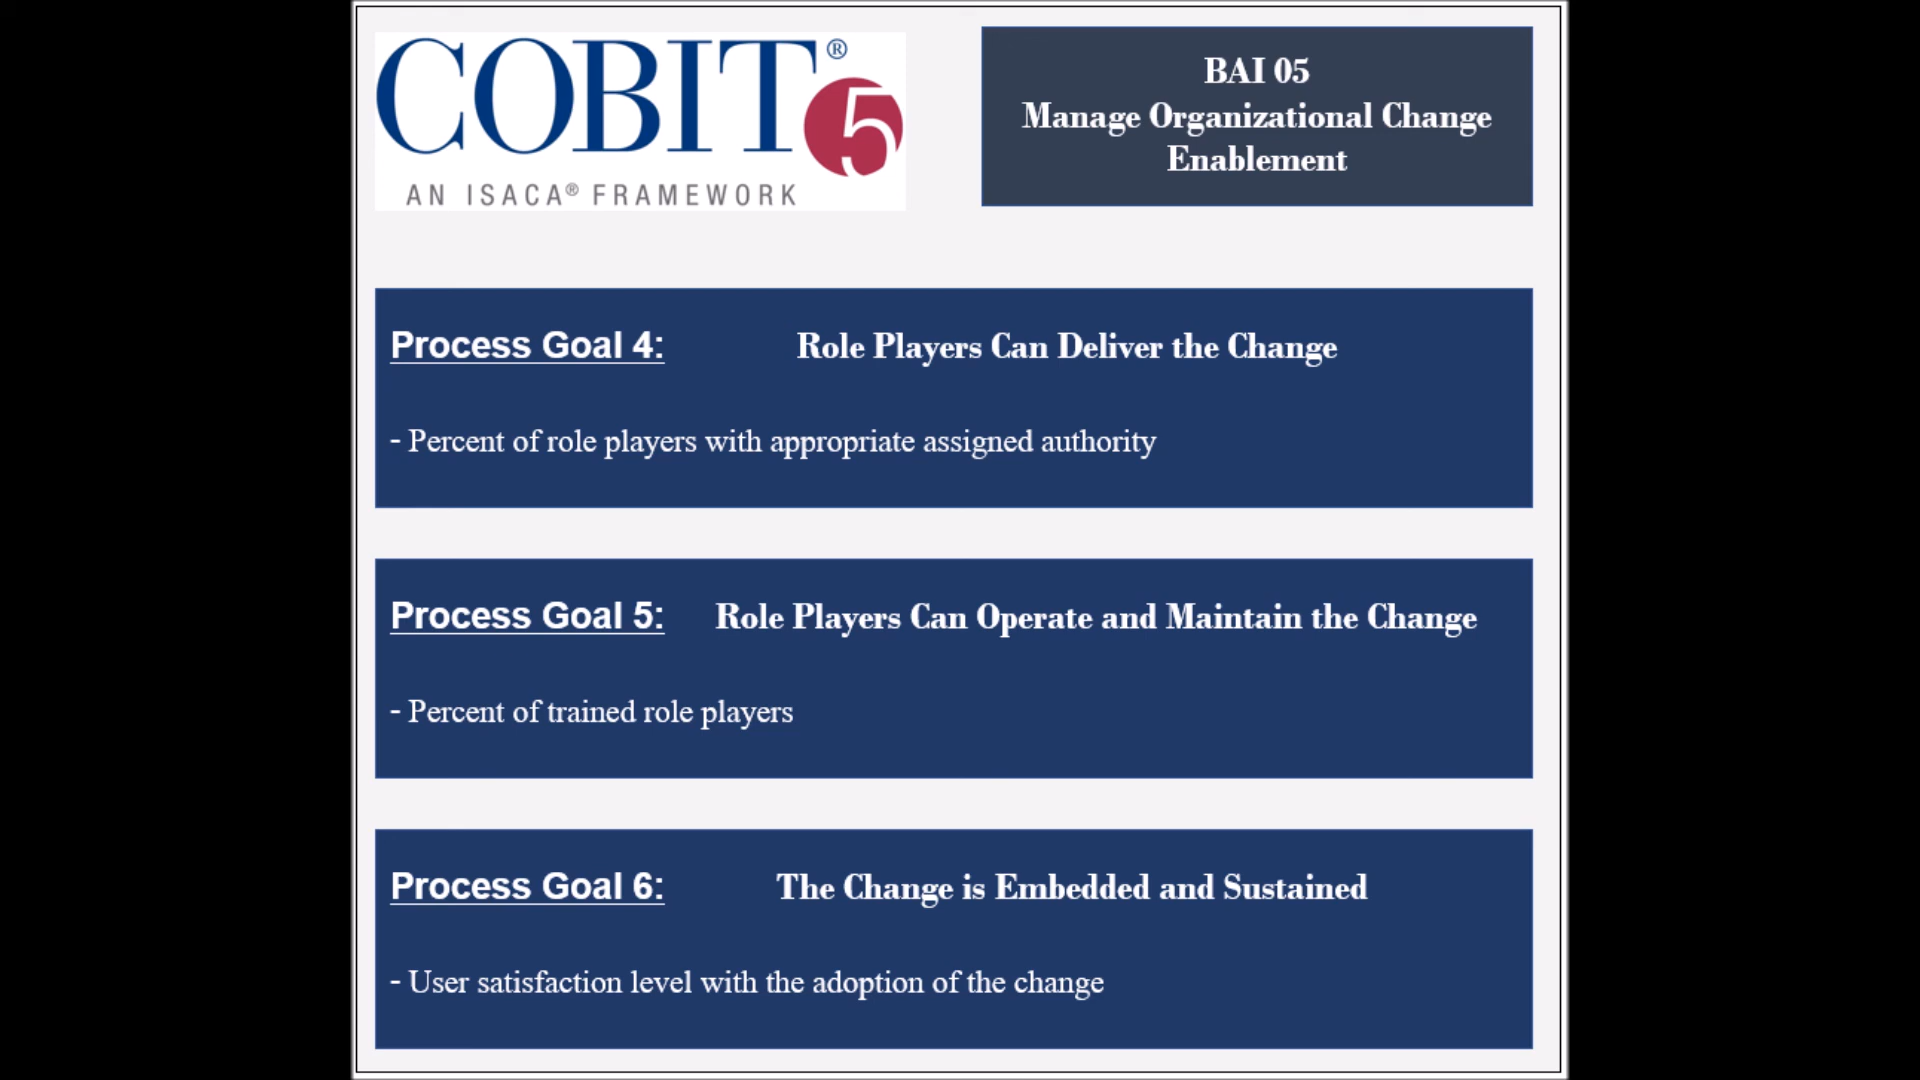 COBIT® 5
AN ISACA® FRAMEWORK
BAI 05
Manage Organizational Change
Enablement
Process Goal 4: Role Players Can Deliver the Change
- Percent of role players with appropriate assigned authority
Process Goal 5: Role Players Can Operate and Maintain the Change
- Percent of trained role players
Process Goal 6: The Change is Embedded and Sustained
- User satisfaction level with the adoption of the change